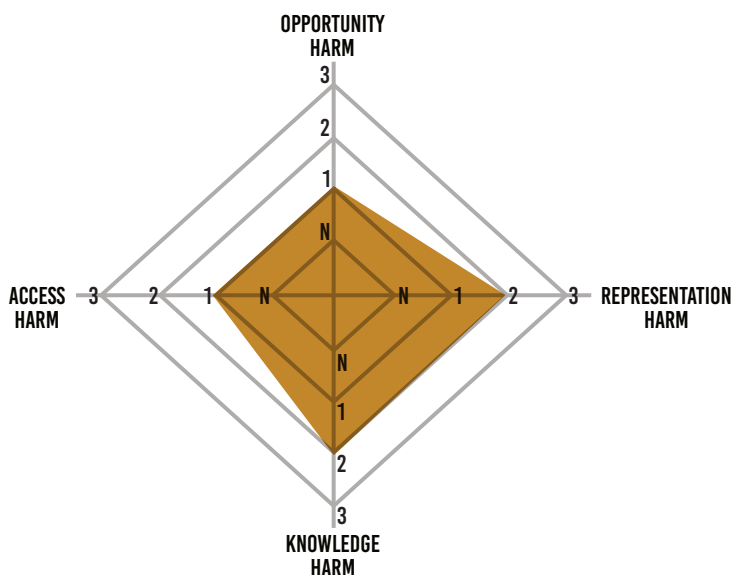 OPPORTUNITY
HARM
3
2
1
N
ACCESS
HARM
3 2 1 N N 1 2 3
REPRESENTATION
HARM
N
1
2
3
KNOWLEDGE
HARM